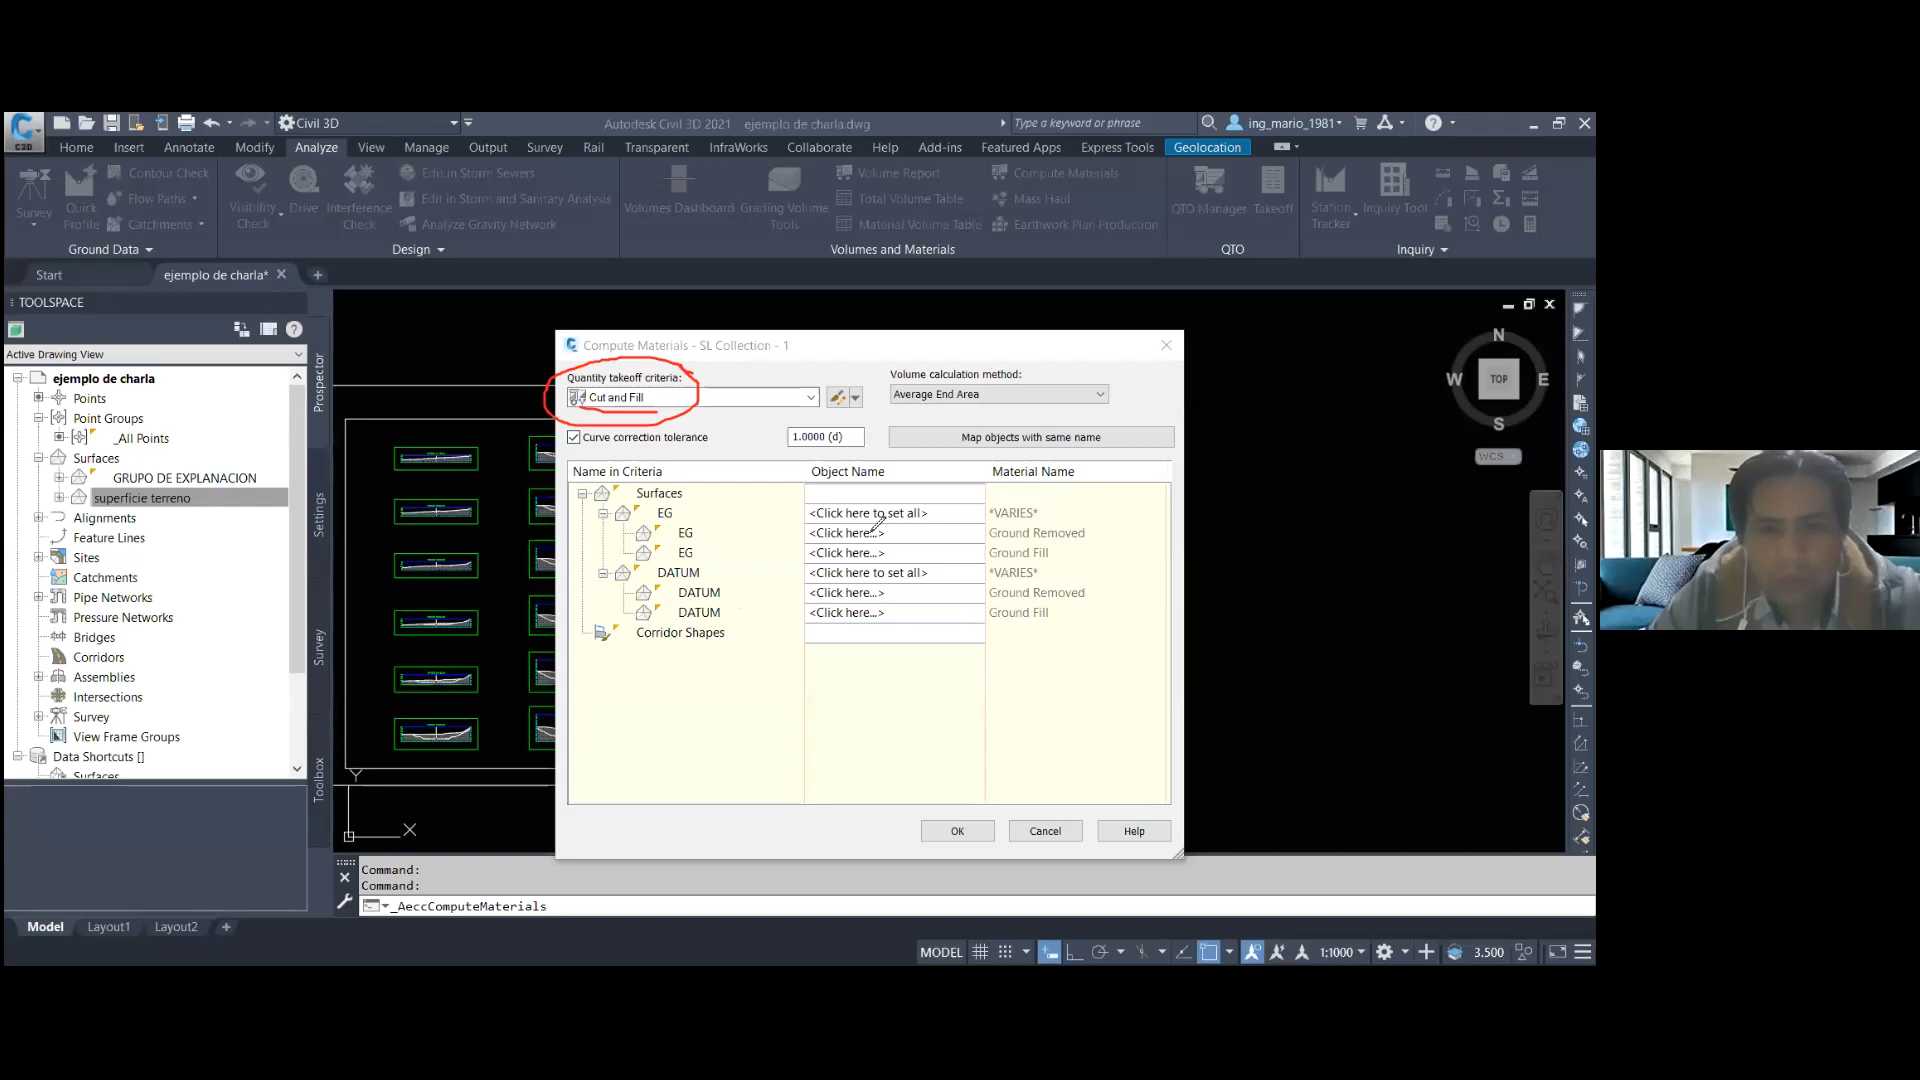 C3D
Civil 3D
Autodesk Civil 3D 2021 ejemplo de charla.dwg
Type a keyword or phrase
ing_mario_1981
Home Insert Annotate Modify Analyze View Manage Output Survey Rail Transparent InfraWorks Collaborate Help Add-ins Featured Apps Express Tools Geolocation
Survey
Quick Profile
Contour Check
Flow Paths
Catchments
Ground Data
Visibility Check
Drive
Interference Check
Edit in Storm Sewers
Edit in Storm and Sanitary Analysis
Analyze Gravity Network
Design
Volumes Dashboard
Grading Volume Tools
Volume Report
Total Volume Table
Material Volume Table
Compute Materials
Mass Haul
Earthwork Plan Production
Volumes and Materials
QTO Manager
Takeoff
QTO
Station Tracker
Inquiry Tool
Inquiry
Start
ejemplo de charla*
TOOLSPACE
Active Drawing View
ejemplo de charla
Points
Point Groups
_All Points
Surfaces
GRUPO DE EXPLANACION
superficie terreno
Alignments
Feature Lines
Sites
Catchments
Pipe Networks
Pressure Networks
Bridges
Corridors
Assemblies
Intersections
Survey
View Frame Groups
Data Shortcuts []
Surfaces
Prospector
Settings
Survey
Toolbox
Compute Materials - SL Collection - 1
Quantity takeoff criteria:
Cut and Fill
Volume calculation method:
Average End Area
Curve correction tolerance
1.0000 (d)
Map objects with same name
Name in Criteria Object Name Material Name
Surfaces
EG <Click here to set all> *VARIES*
EG <Click here...> Ground Removed
EG <Click here...> Ground Fill
DATUM <Click here to set all> *VARIES*
DATUM <Click here...> Ground Removed
DATUM <Click here...> Ground Fill
Corridor Shapes
OK Cancel Help
N
W TOP E
S
WCS
Y
X
Command:
Command:
_AeccComputeMaterials
Model Layout1 Layout2
MODEL
1:1000
3.500